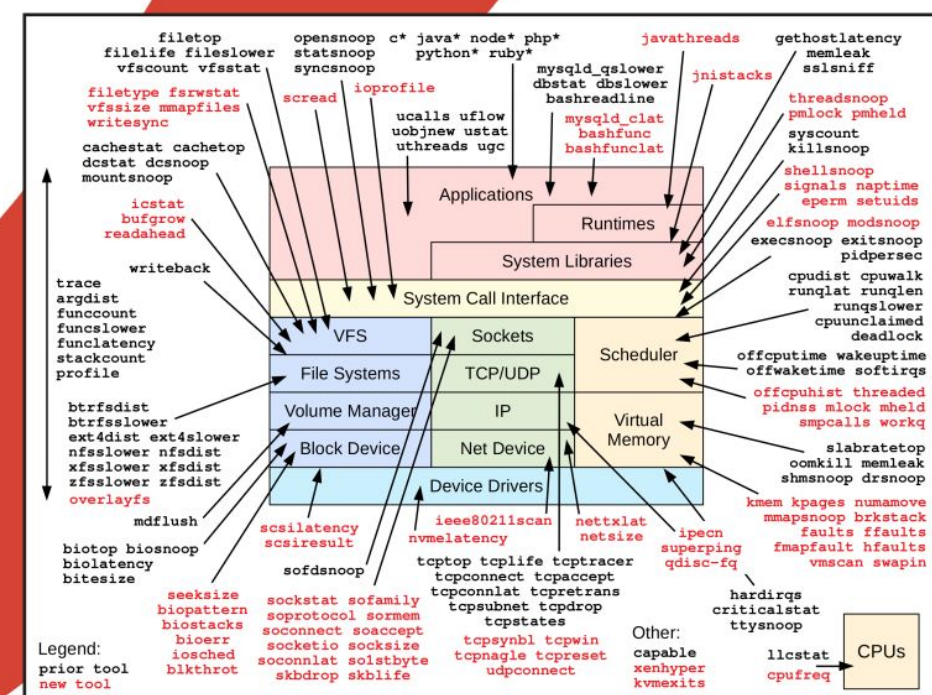 filetop
filelife fileslower
vfscount vfsstat
opensnoop
statsnoop
syncsnoop
c* java* node* php*
python* ruby*
javathreads
gethostlatency
memleak
sslsniff
filetype fsrwstat
vfssize mmapfiles
writesync
scread
ioprofile
mysqld_qslower
dbstat dbslower
bashreadline
jnistacks
ucalls uflow
uobjnew ustat
uthreads ugc
mysqld_clat
bashfunc
bashfunclat
threadsnoop
pmlock pmheld
syscount
killsnoop
cachestat cachetop
dcstat dcsnoop
mountsnoop
shellsnoop
signals naptime
eperm setuids
icstat
bufgrow
readahead
Applications
Runtimes
System Libraries
elfsnoop modsnoop
execsnoop exitsnoop
pidpersec
writeback
System Call Interface
cpudist cpuwalk
runqlat runqlen
runqslower
cpuunclaimed
deadlock
trace
argdist
funccount
funcslower
funclatency
stackcount
profile
VFS
Sockets
Scheduler
File Systems
TCP/UDP
offcputime wakeuptime
offwaketime softirqs
offcpuhist threaded
pidnss mlock mheld
smpcalls workq
btrfsdist
btrfsslower
ext4dist ext4slower
nfsslower nfsdist
xfsslower xfsdist
zfsslower zfsdist
overlayfs
Volume Manager
IP
Virtual
Memory
Block Device
Net Device
slabratetop
oomkill memleak
shmsnoop drsnoop
Device Drivers
kmem kpages numamove
mmapsnoop brkstack
faults ffaults
fmapfault hfaults
vmscan swapin
mdflush
scsilatency
scsiresult
ieee80211scan
nvmelatency
nettxlat
netsize
ipecn
superping
qdisc-fq
biotop biosnoop
biolatency
bitesize
sofdsnoop
tcptop tcplife tcptracer
tcpconnect tcpaccept
tcpconnlat tcpretrans
tcpsubnet tcpdrop
tcpstates
hardirqs
criticalstat
ttysnoop
seeksize
biopattern
biostacks
bioerr
iosched
blkthrot
sockstat sofamily
soprotocol sormem
soconnect soaccept
socketio socksize
soconnlat so1stbyte
skbdrop skblife
tcpsynbl tcpwin
tcpnagle tcpreset
udpconnect
Legend:
prior tool
new tool
Other:
capable
xenhyper
kvmexits
llcstat
cpufreq
CPUs